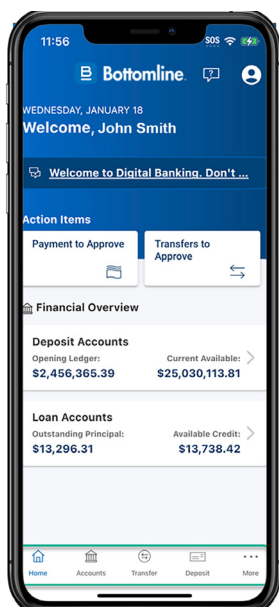 11:56 SOS
B Bottomline
WEDNESDAY, JANUARY 18
Welcome, John Smith
Welcome to Digital Banking. Don't ...
Action Items
Payment to Approve
Transfers to Approve
Financial Overview
Deposit Accounts
Opening Ledger: Current Available:
$2,456,365.39 $25,030,113.81
Loan Accounts
Outstanding Principal: Available Credit:
$13,296.31 $13,738.42
Home Accounts Transfer Deposit More